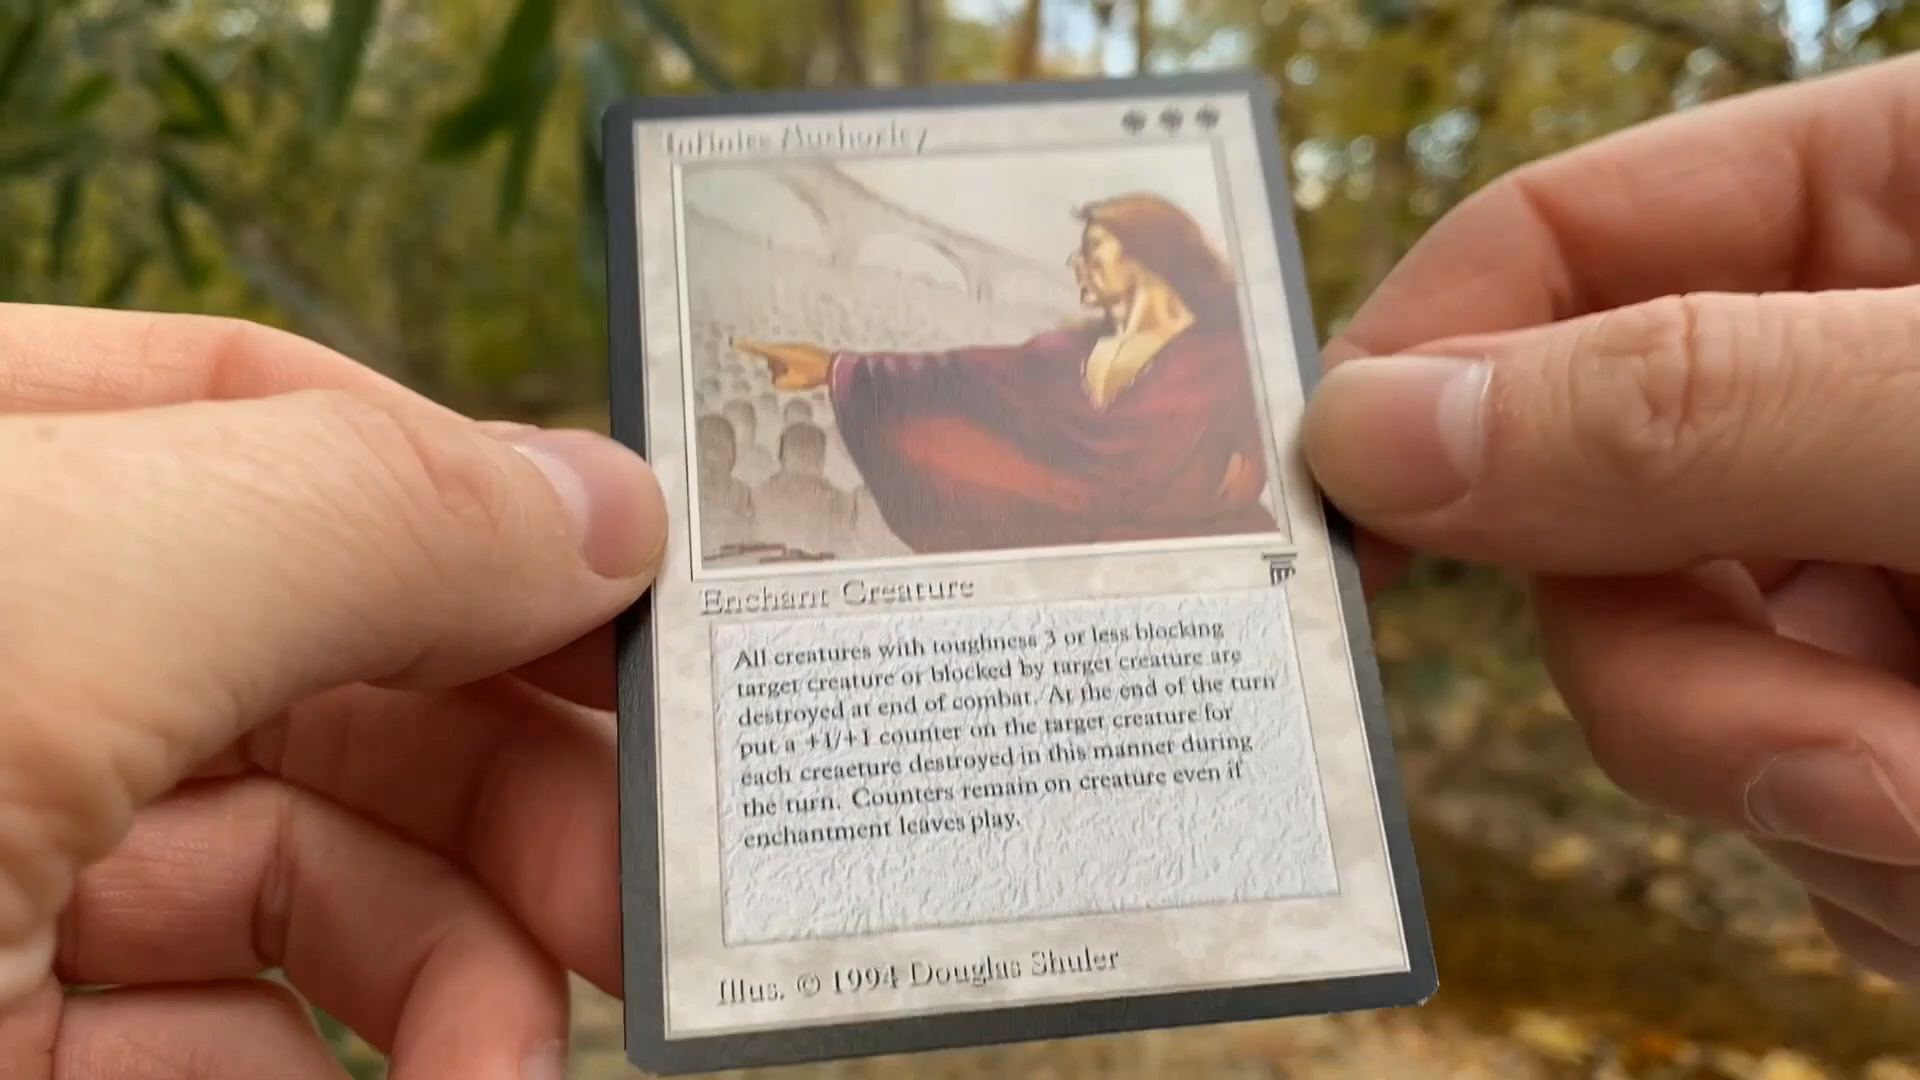 Infinite Authority
Enchant Creature
All creatures with toughness 3 or less blocking
target creature or blocked by target creature are
destroyed at end of combat. At the end of the turn
put a +1/+1 counter on the target creature for
each creaeture destroyed in this manner during
the turn. Counters remain on creature even if
enchantment leaves play.
Illus. © 1994 Douglas Shuler